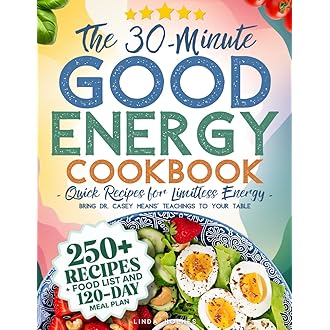 The 30-Minute
GOOD
ENERGY
COOKBOOK
- Quick Recipes for Limitless Energy -
BRING DR. CASEY MEANS' TEACHINGS TO YOUR TABLE
250+
RECIPES
+ FOOD LIST AND
120-DAY
MEAL PLAN